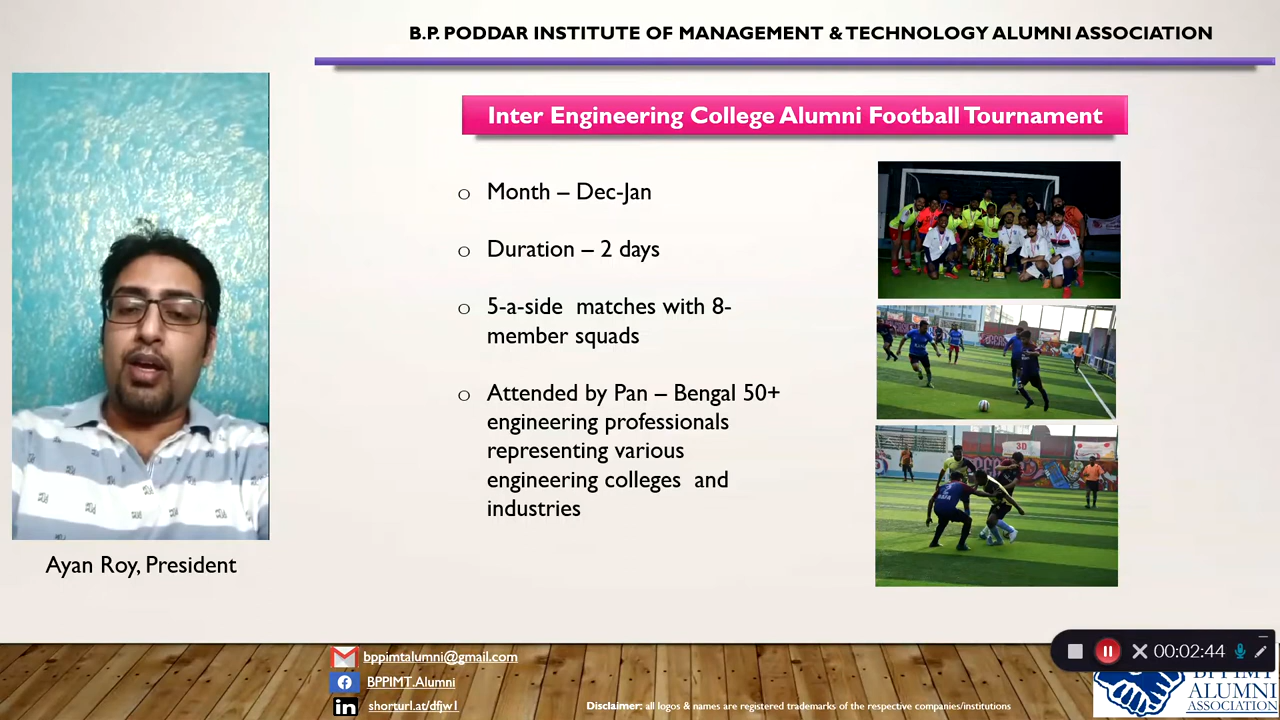 B.P. PODDAR INSTITUTE OF MANAGEMENT & TECHNOLOGY ALUMNI ASSOCIATION
Inter Engineering College Alumni Football Tournament
o Month – Dec-Jan
o Duration – 2 days
o 5-a-side matches with 8-
member squads
o Attended by Pan – Bengal 50+
engineering professionals
representing various
engineering colleges and
industries
Ayan Roy, President
bppimtalumni@gmail.com
BPPIMT.Alumni
in shorturl.at/dfjw1
Disclaimer: all logos & names are registered trademarks of the respective companies/institutions
00:02:44
BPPIMT
ALUMNI
ASSOCIATION